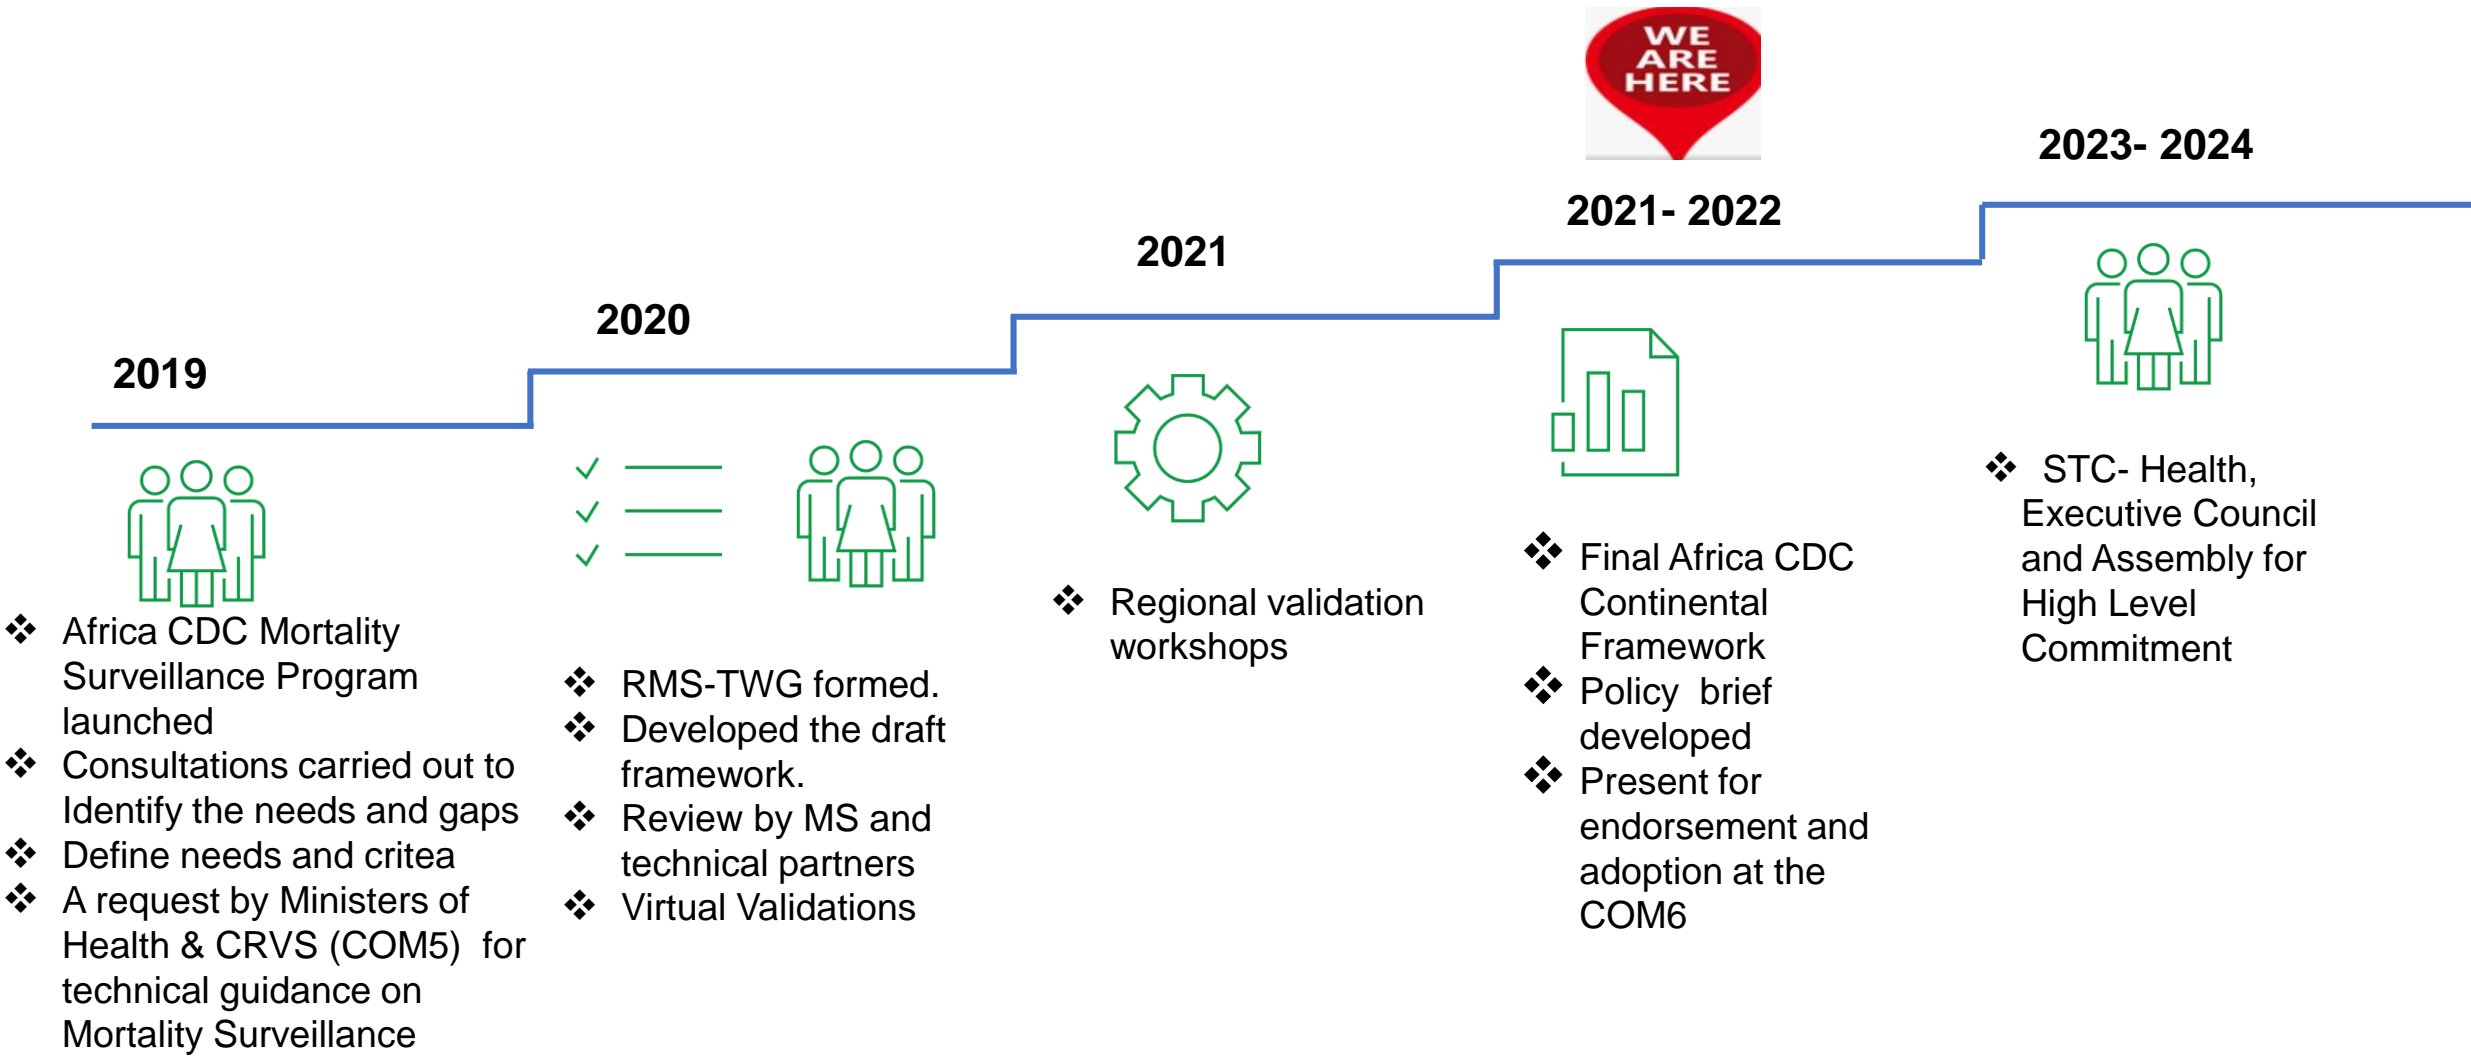 2019
❖ Africa CDC Mortality
Surveillance Program
launched
❖ Consultations carried out to
Identify the needs and gaps
❖ Define needs and critea
❖ A request by Ministers of
Health & CRVS (COM5) for
technical guidance on
Mortality Surveillance
2020
❖ RMS-TWG formed.
❖ Developed the draft
framework.
❖ Review by MS and
technical partners
❖ Virtual Validations
2021
❖ Regional validation
workshops
WE
ARE
HERE
2021- 2022
❖ Final Africa CDC
Continental
Framework
❖ Policy brief
developed
❖ Present for
endorsement and
adoption at the
COM6
2023- 2024
❖ STC- Health,
Executive Council
and Assembly for
High Level
Commitment